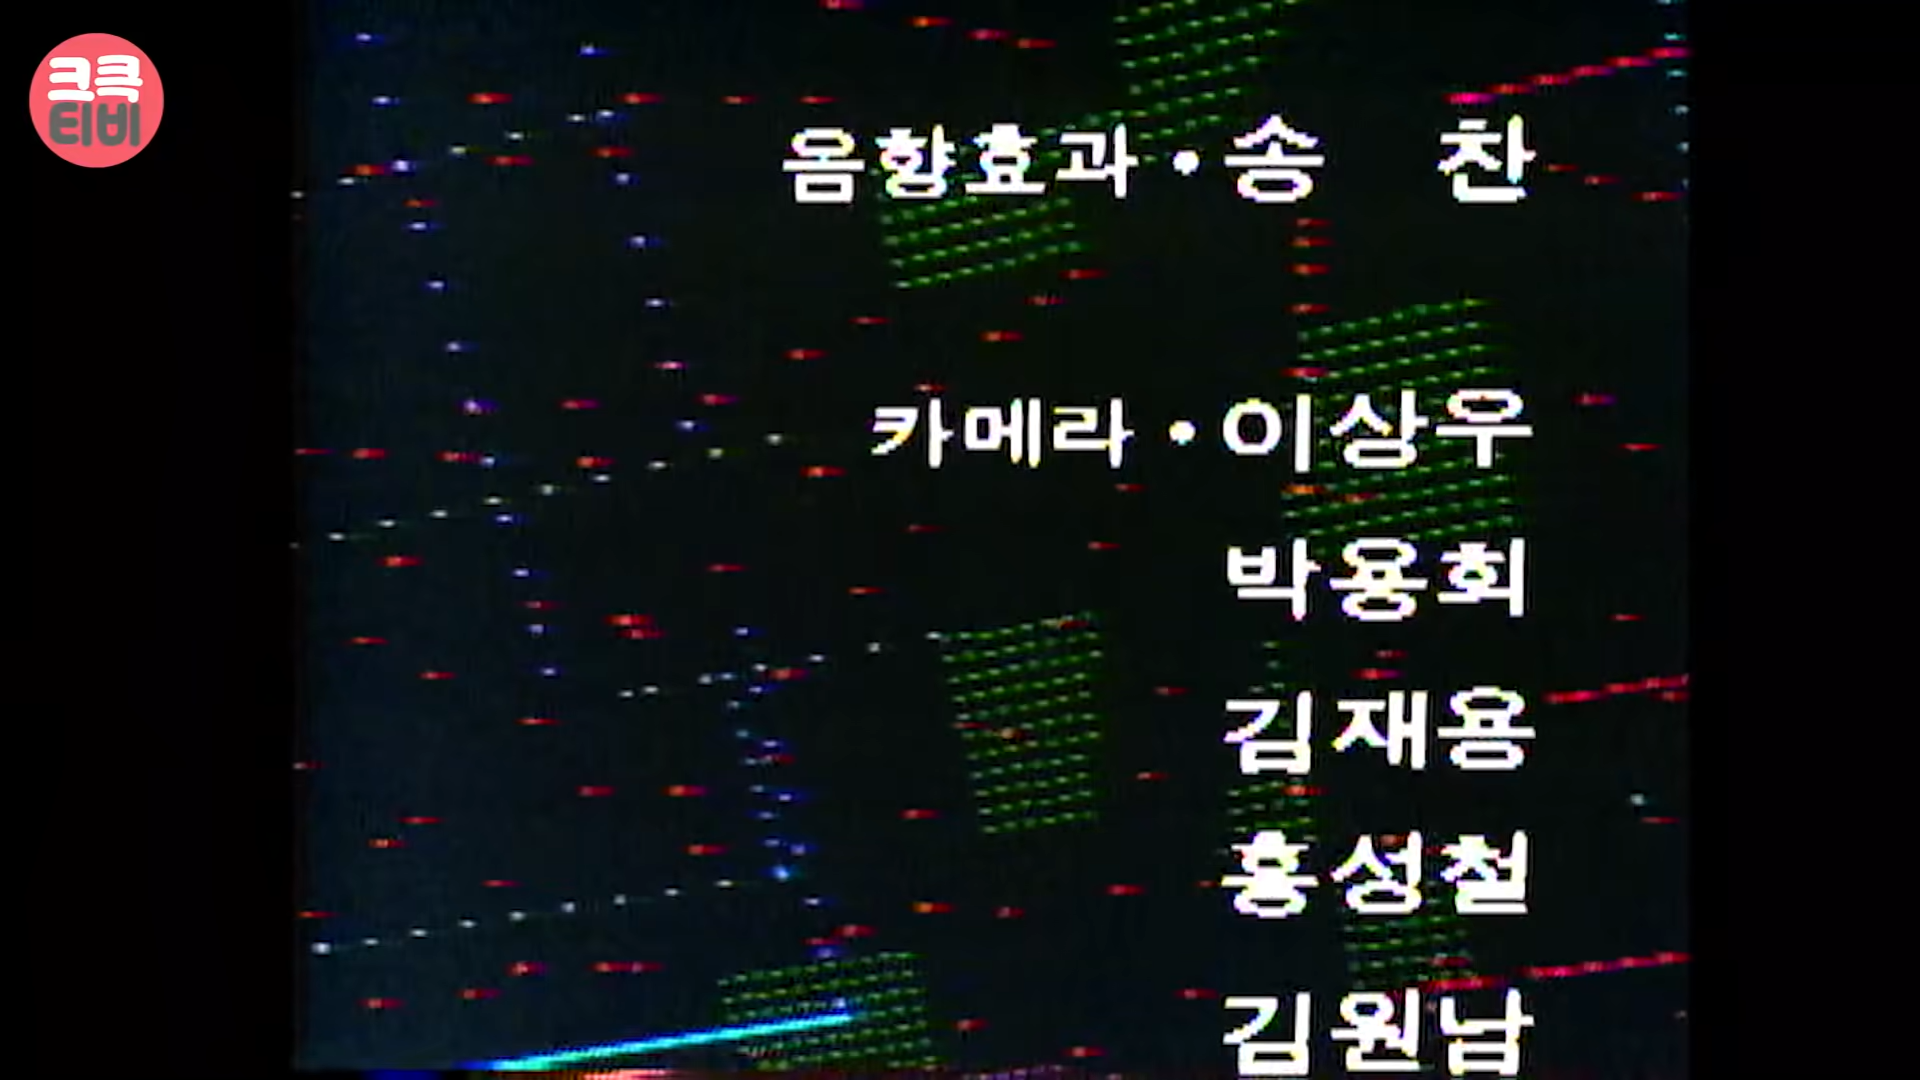 크큭
티비
음향효과·송 찬
카메라·이상우
박용희
김재용
홍성철
김원남